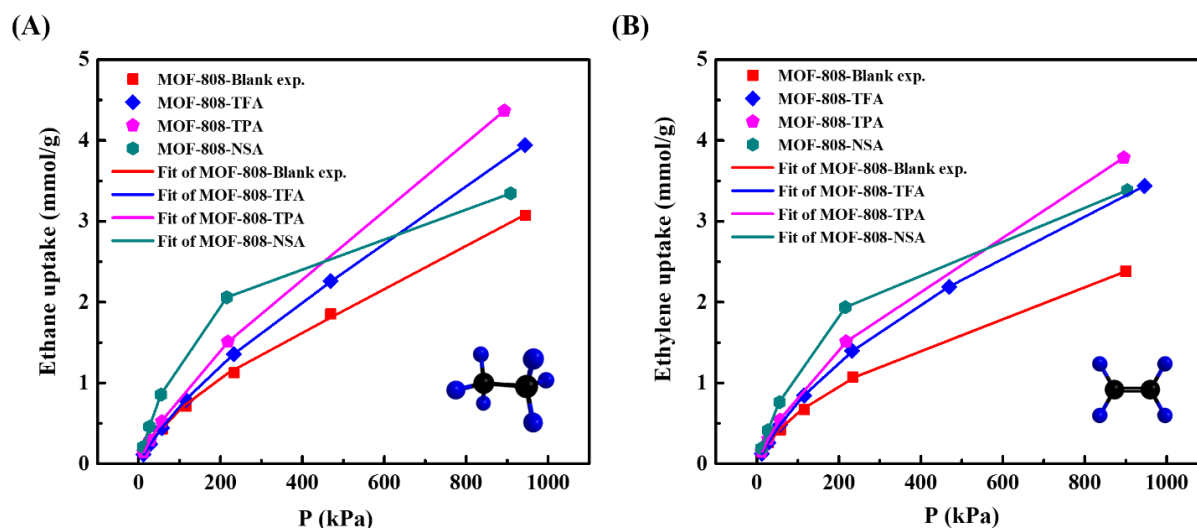 (A)
Ethane uptake (mmol/g)
5
4
3
2
1
0
MOF-808-Blank exp.
MOF-808-TFA
MOF-808-TPA
MOF-808-NSA
Fit of MOF-808-Blank exp.
Fit of MOF-808-TFA
Fit of MOF-808-TPA
Fit of MOF-808-NSA
0 200 400 600 800 1000
P (kPa)
(B)
Ethylene uptake (mmol/g)
5
4
3
2
1
0
MOF-808-Blank exp.
MOF-808-TFA
MOF-808-TPA
MOF-808-NSA
Fit of MOF-808-Blank exp.
Fit of MOF-808-TFA
Fit of MOF-808-TPA
Fit of MOF-808-NSA
0 200 400 600 800 1000
P (kPa)